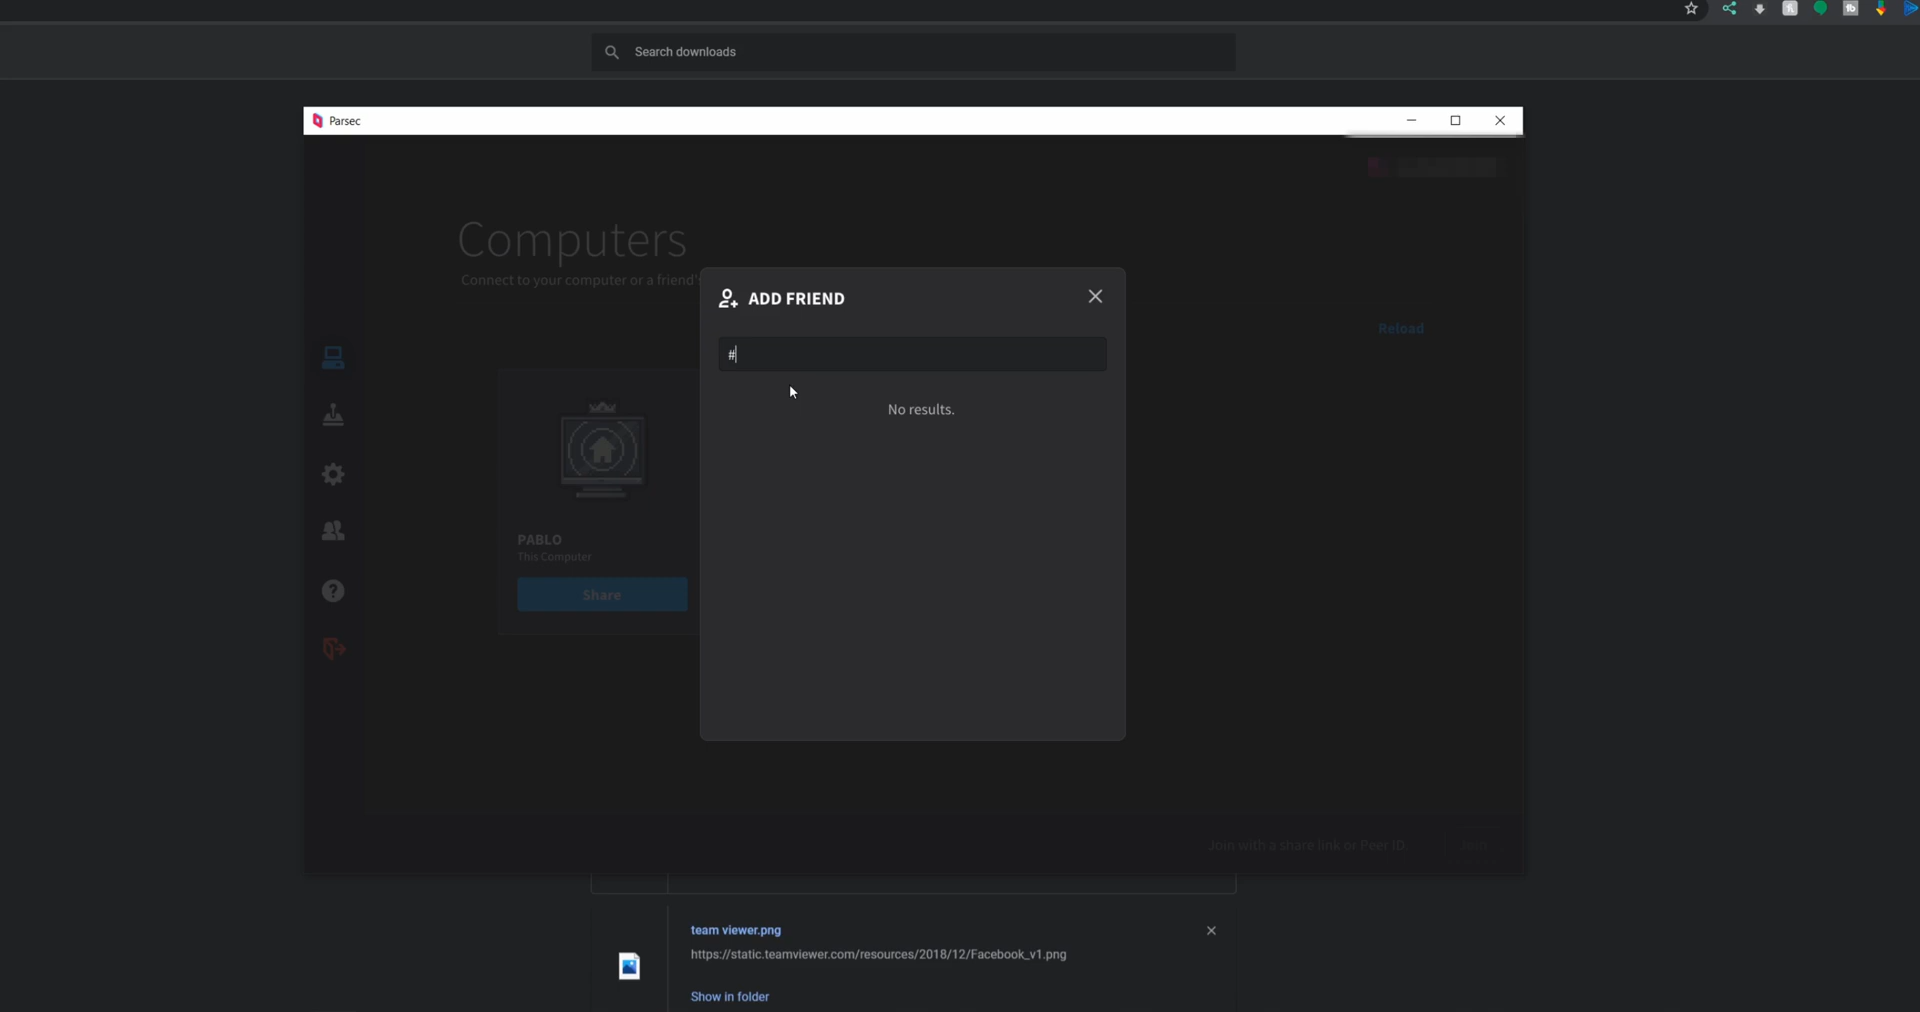 Search downloads
Parsec
Computers
Connect to your computer or a friend's
ADD FRIEND
#
No results.
Reload
PABLO
This Computer
Share
Join with a share link or Peer ID
Join
team viewer.png
https://static.teamviewer.com/resources/2018/12/Facebook_v1.png
Show in folder